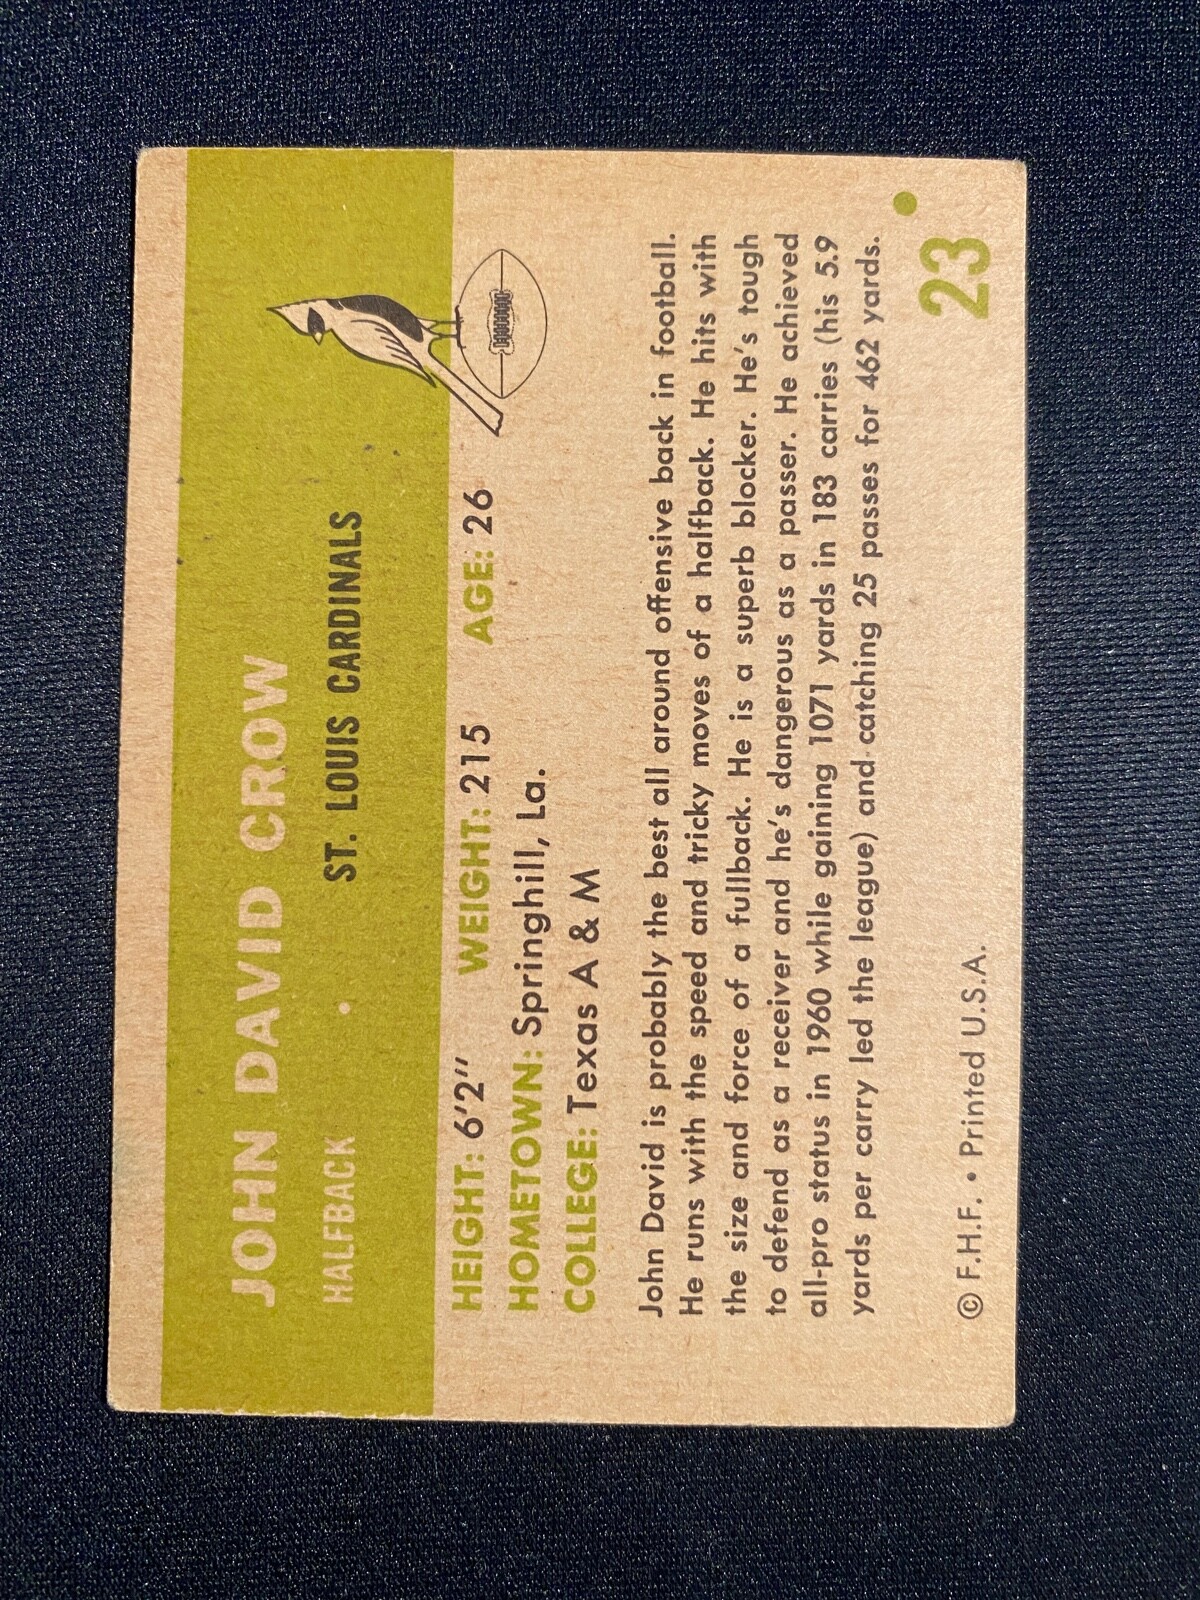 JOHN DAVID CROW
HALFBACK • ST. LOUIS CARDINALS
HEIGHT: 6'2" WEIGHT: 215 AGE: 26
HOMETOWN: Springhill, La.
COLLEGE: Texas A & M
John David is probably the best all around offensive back in football.
He runs with the speed and tricky moves of a halfback. He hits with
the size and force of a fullback. He is a superb blocker. He's tough
to defend as a receiver and he's dangerous as a passer. He achieved
all-pro status in 1960 while gaining 1071 yards in 183 carries (his 5.9
yards per carry led the league) and catching 25 passes for 462 yards.
© F.H.F. • Printed U.S.A.
23